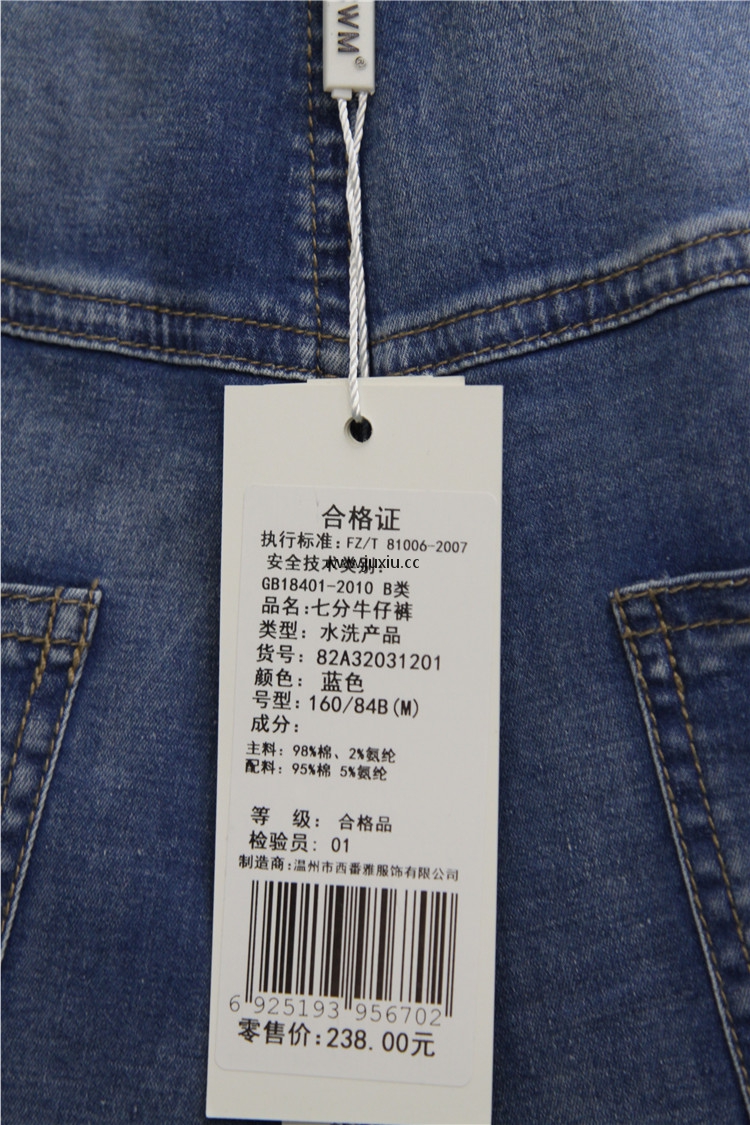 WM®
合格证
执行标准:FZ/T 81006-2007
安全技术类别:
www.juxiu.cc
GB18401-2010 B类
品名:七分牛仔裤
类型: 水洗产品
货号: 82A32031201
颜色: 蓝色
号型:160/84B(M)
成分:
主料: 98%棉、2%氨纶
配料: 95%棉 5%氨纶
等 级: 合格品
检验员: 01
制造商:温州市西番雅服饰有限公司
6 925193 956702
零售价:238.00元